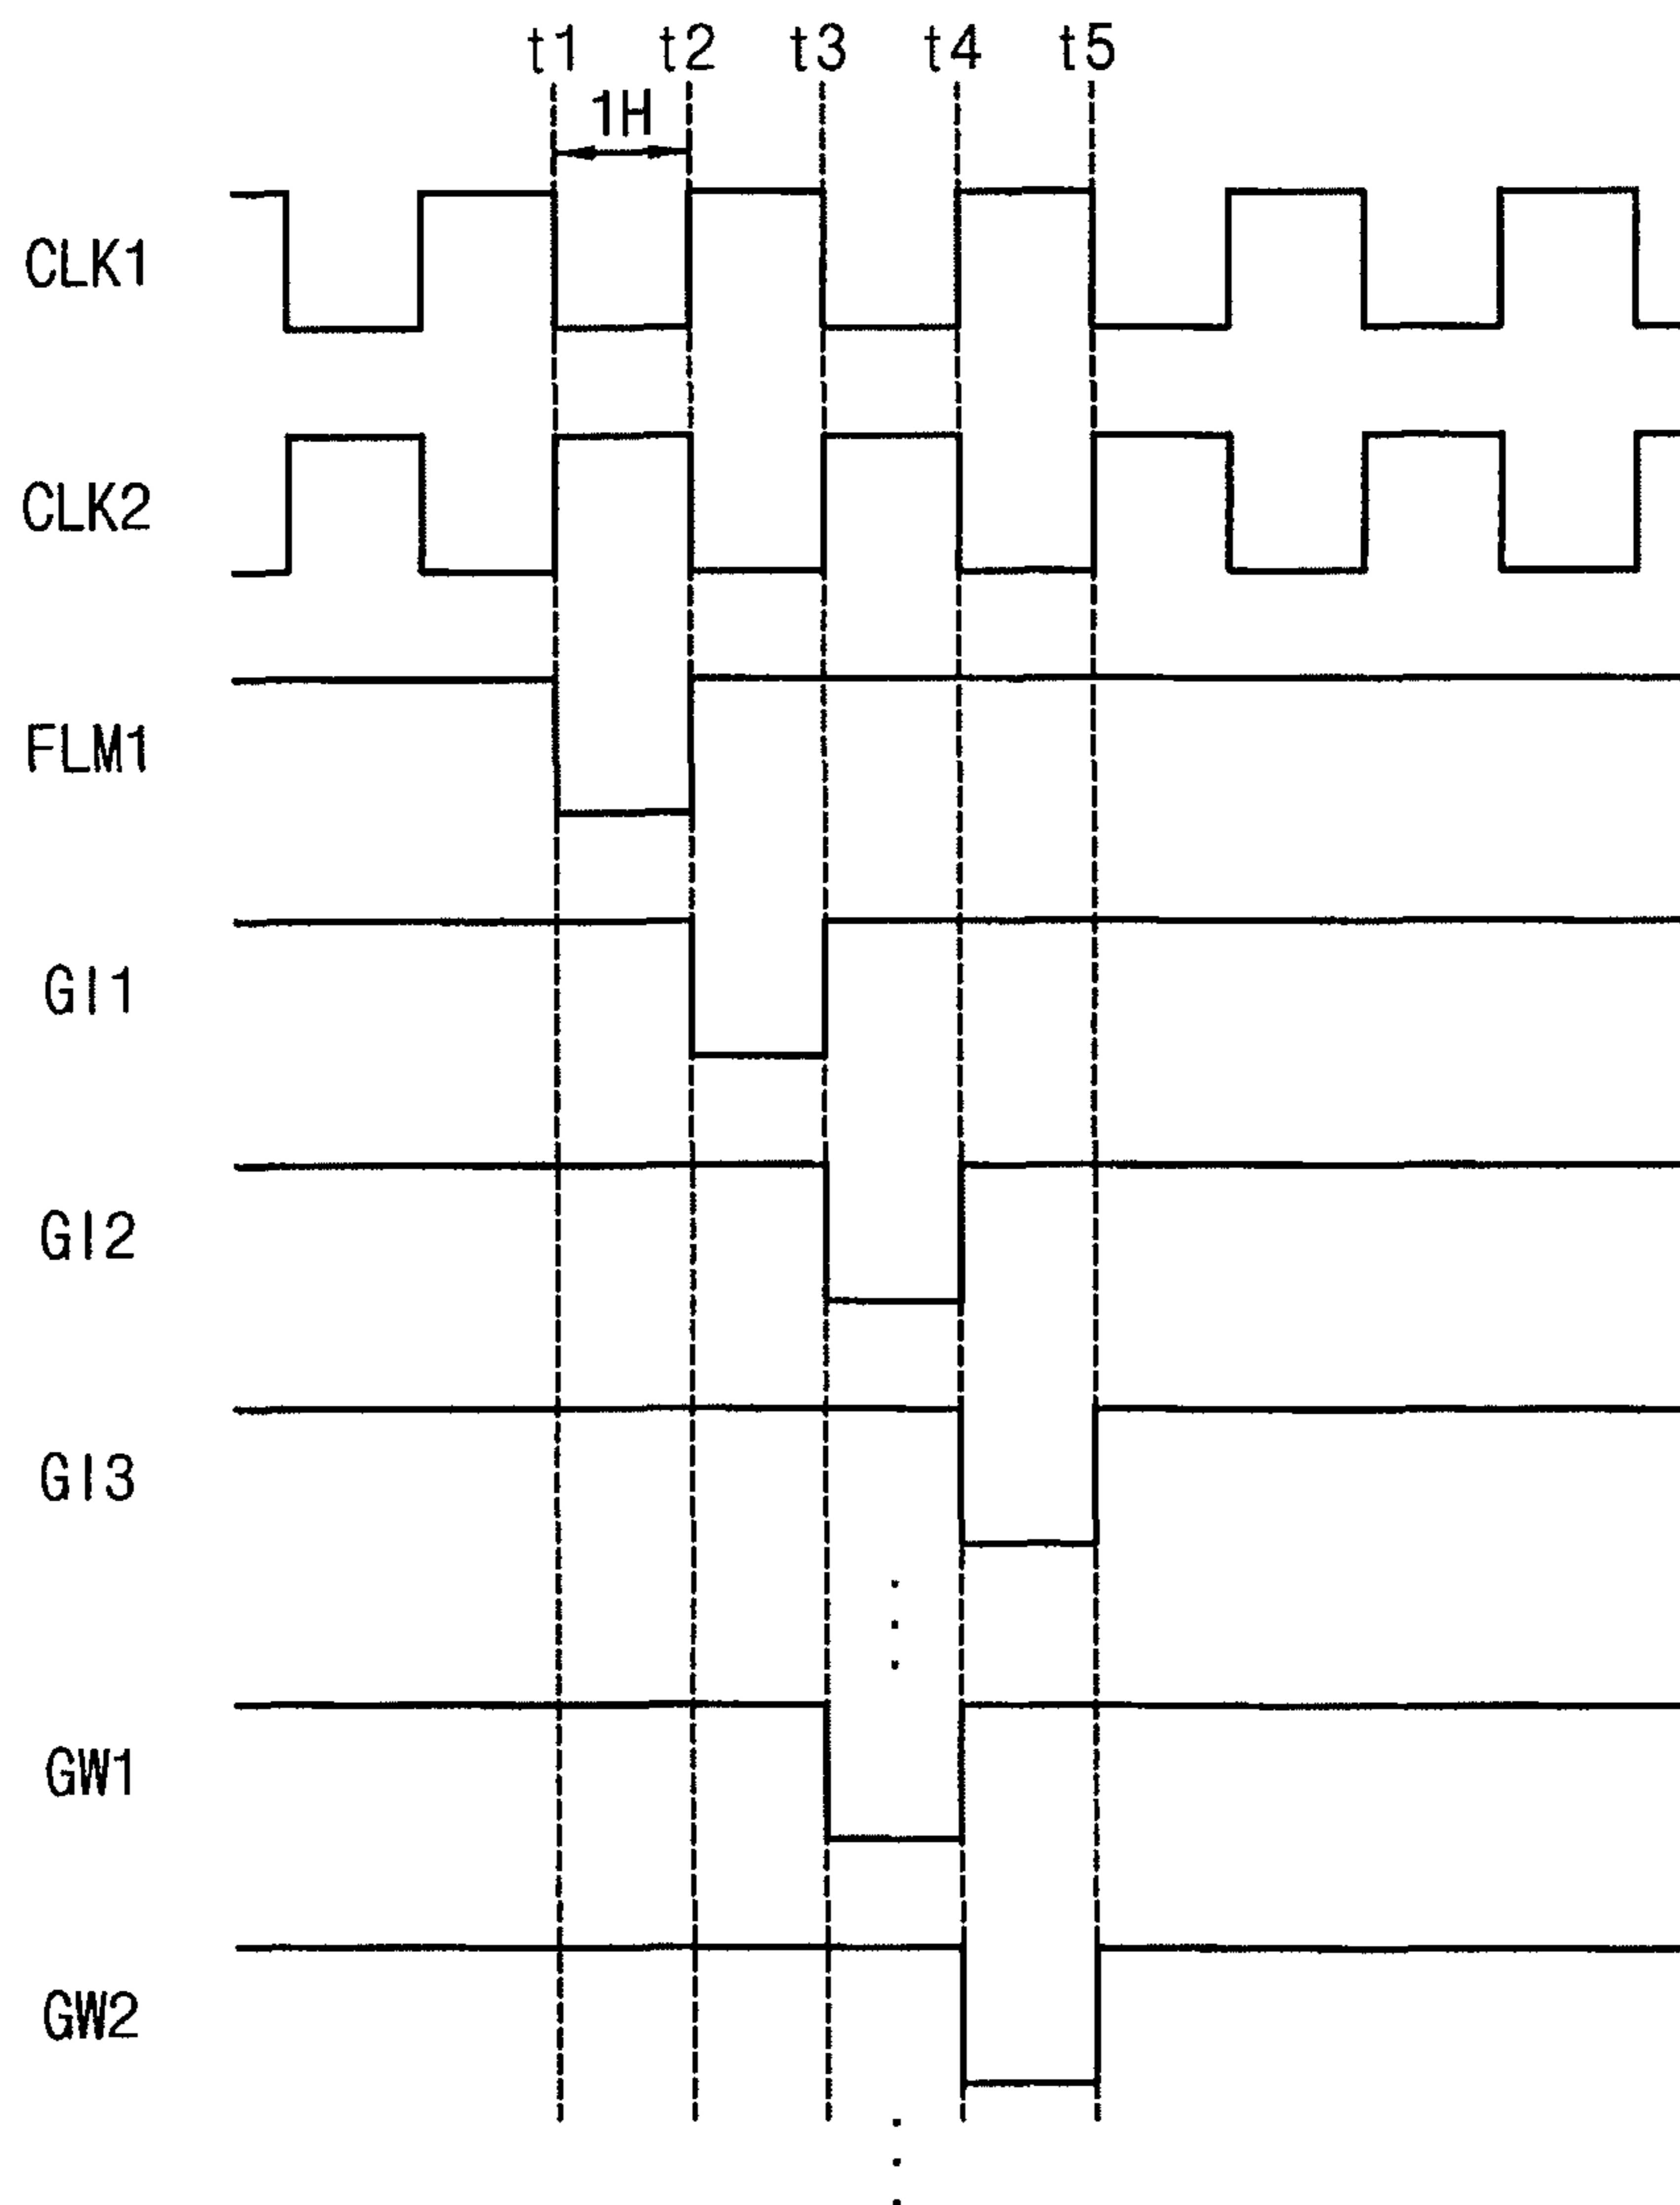 t1 t2 t3 t4 t5
1H
CLK1
CLK2
FLM1
GI1
GI2
GI3
GW1
GW2